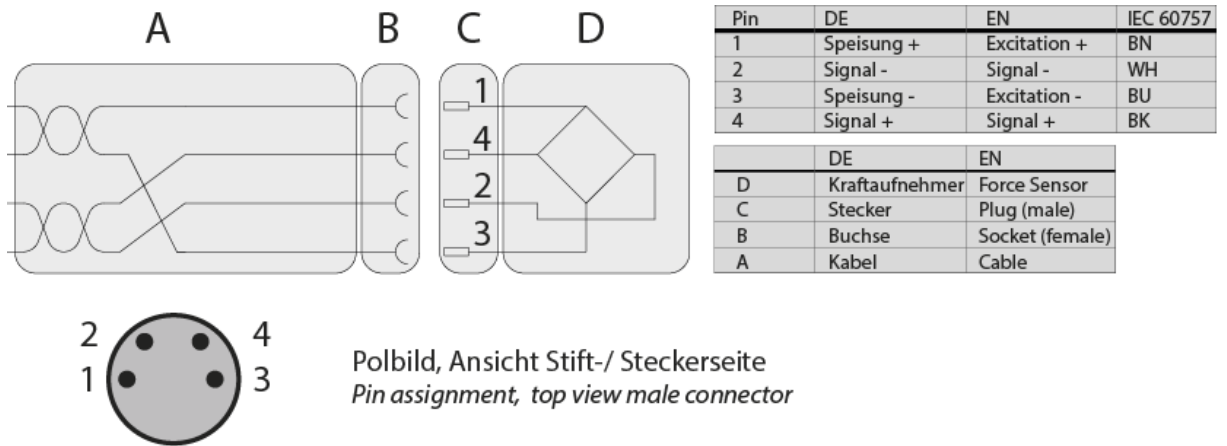 A B C D
1
4
2
3
Pin DE EN IEC 60757
1 Speisung + Excitation + BN
2 Signal - Signal - WH
3 Speisung - Excitation - BU
4 Signal + Signal + BK
DE EN
D Kraftaufnehmer Force Sensor
C Stecker Plug (male)
B Buchse Socket (female)
A Kabel Cable
2 4
1 3
Polbild, Ansicht Stift-/ Steckerseite
Pin assignment, top view male connector